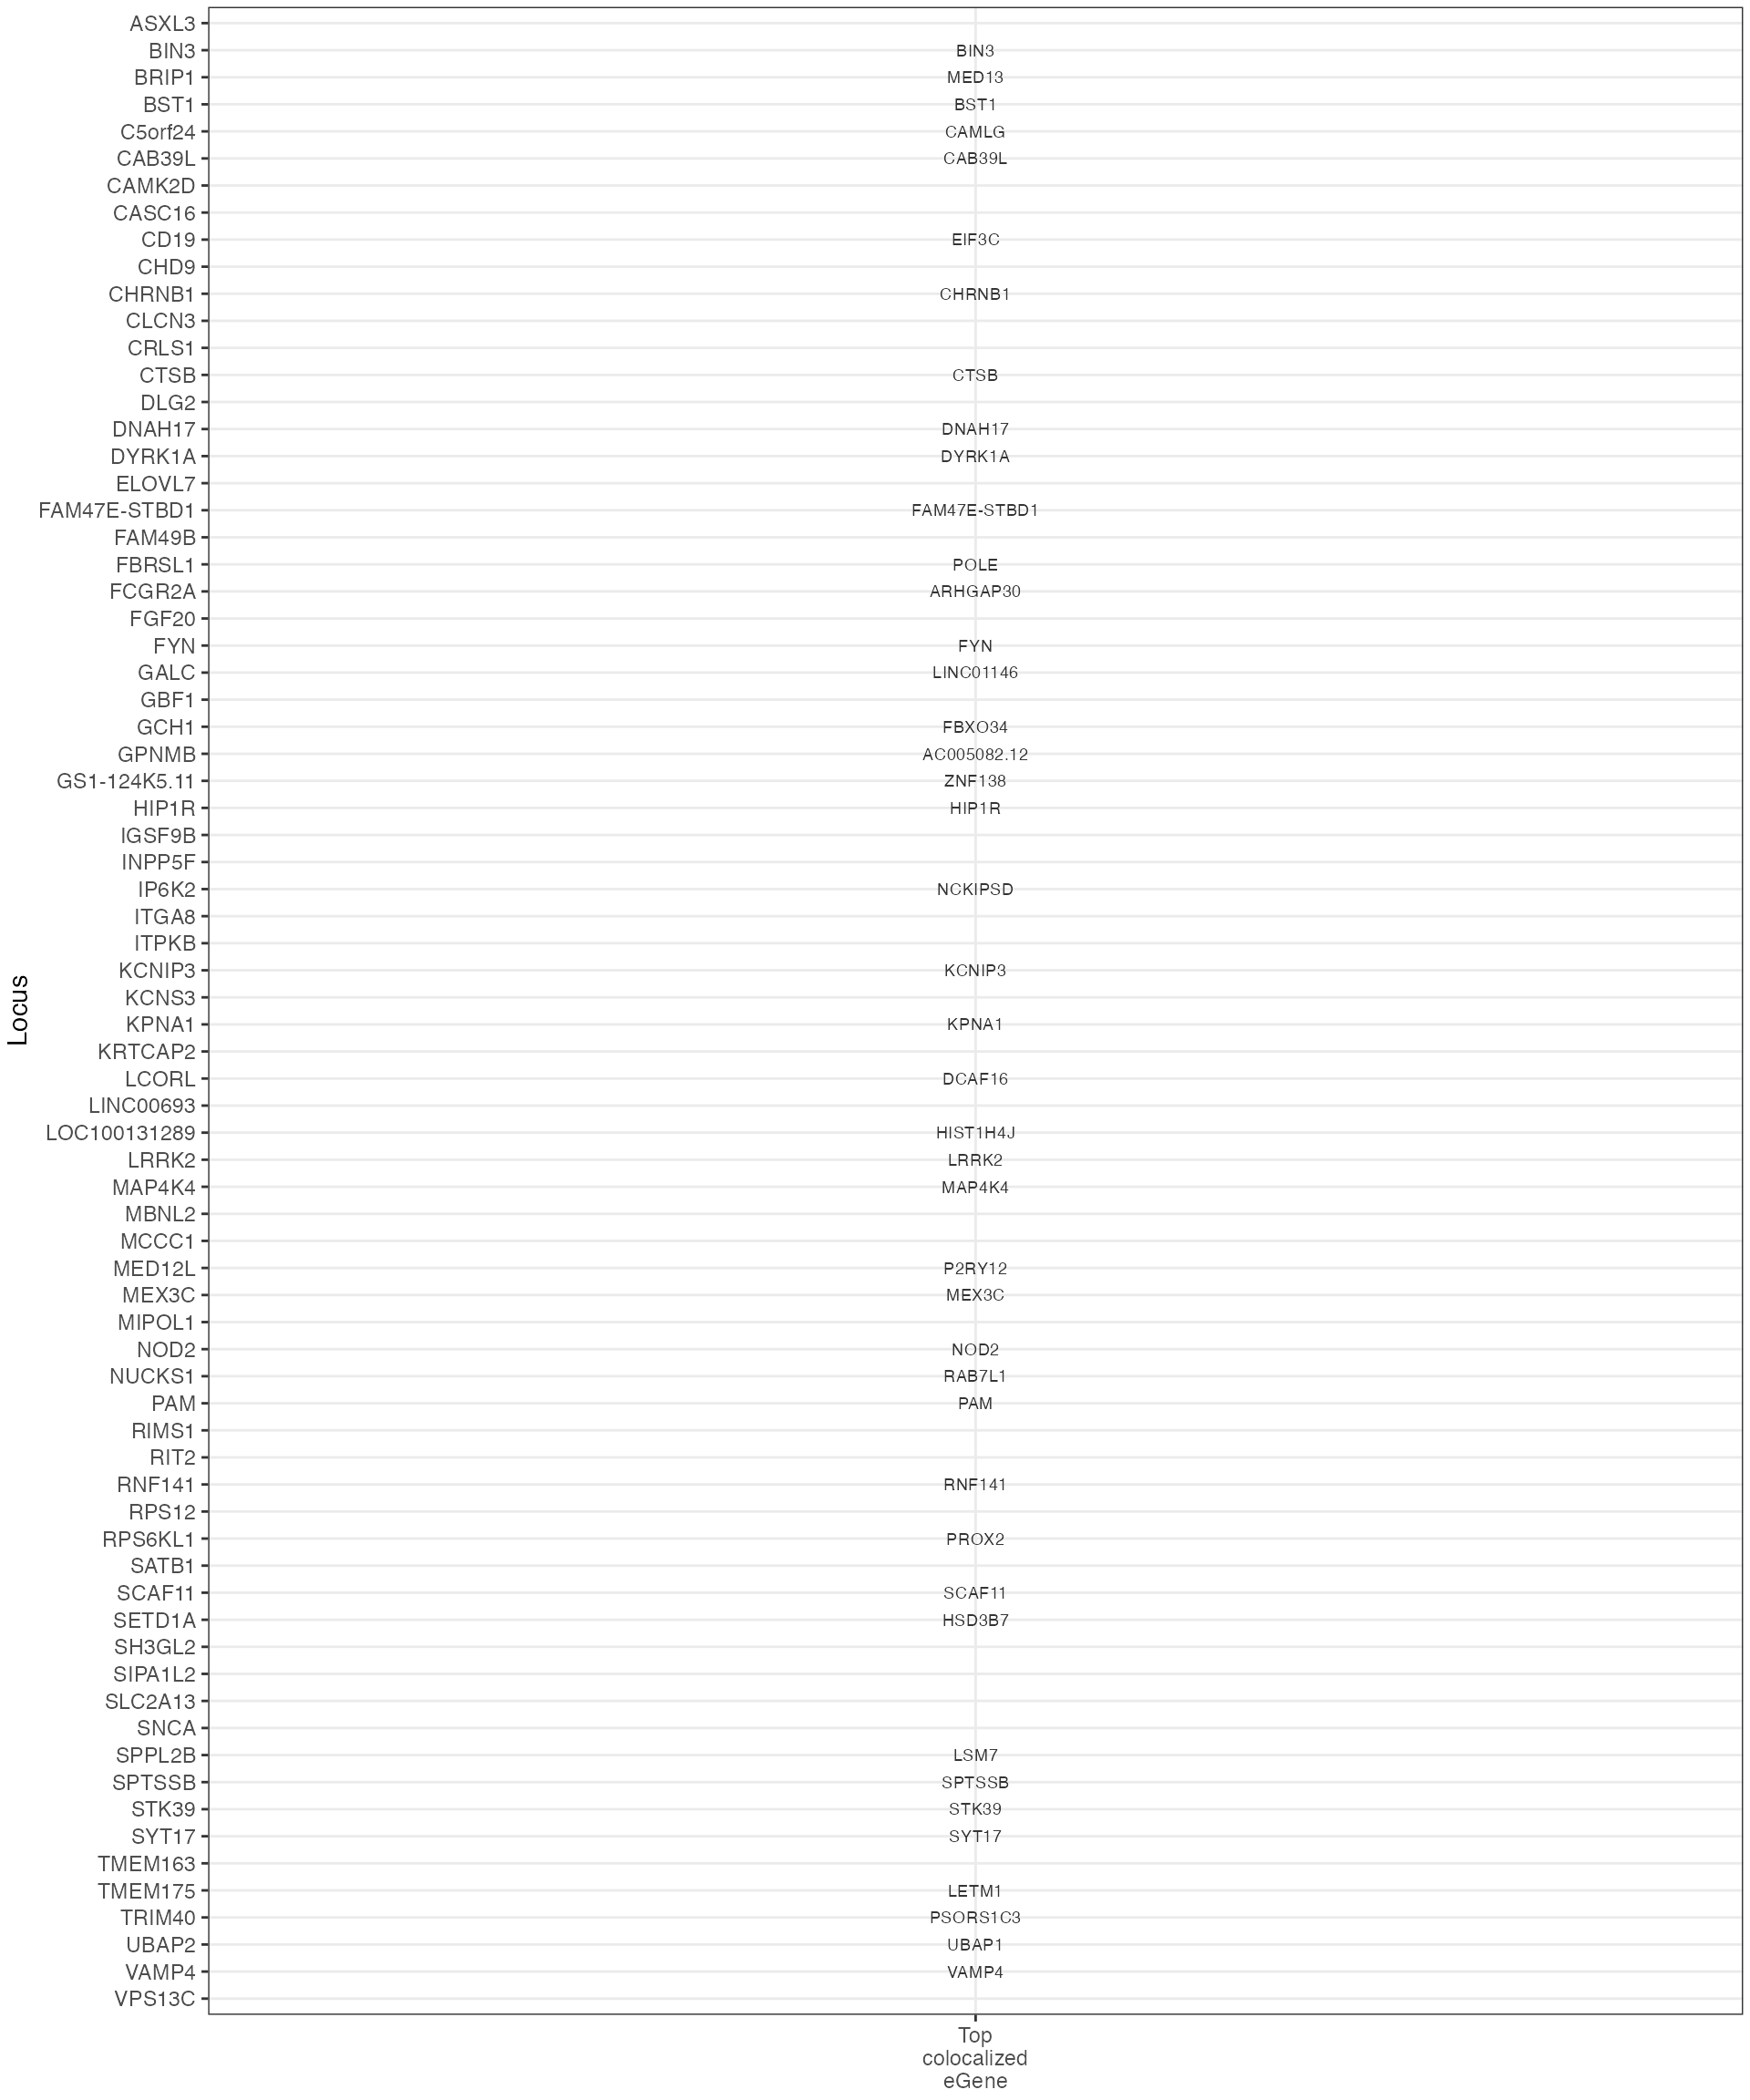 ASXL3
BIN3 BIN3
BRIP1 MED13
BST1 BST1
C5orf24 CAMLG
CAB39L CAB39L
CAMK2D
CASC16
CD19 EIF3C
CHD9
CHRNB1 CHRNB1
CLCN3
CRLS1
CTSB CTSB
DLG2
DNAH17 DNAH17
DYRK1A DYRK1A
ELOVL7
FAM47E-STBD1 FAM47E-STBD1
FAM49B
FBRSL1 POLE
FCGR2A ARHGAP30
FGF20
FYN FYN
GALC LINC01146
GBF1
GCH1 FBXO34
GPNMB AC005082.12
GS1-124K5.11 ZNF138
HIP1R HIP1R
IGSF9B
INPP5F
IP6K2 NCKIPSD
ITGA8
ITPKB
KCNIP3 KCNIP3
KCNS3
KPNA1 KPNA1
KRTCAP2
LCORL DCAF16
LINC00693
LOC100131289 HIST1H4J
LRRK2 LRRK2
MAP4K4 MAP4K4
MBNL2
MCCC1
MED12L P2RY12
MEX3C MEX3C
MIPOL1
NOD2 NOD2
NUCKS1 RAB7L1
PAM PAM
RIMS1
RIT2
RNF141 RNF141
RPS12
RPS6KL1 PROX2
SATB1
SCAF11 SCAF11
SETD1A HSD3B7
SH3GL2
SIPA1L2
SLC2A13
SNCA
SPPL2B LSM7
SPTSSB SPTSSB
STK39 STK39
SYT17 SYT17
TMEM163
TMEM175 LETM1
TRIM40 PSORS1C3
UBAP2 UBAP1
VAMP4 VAMP4
VPS13C
Locus
Top
colocalized
eGene